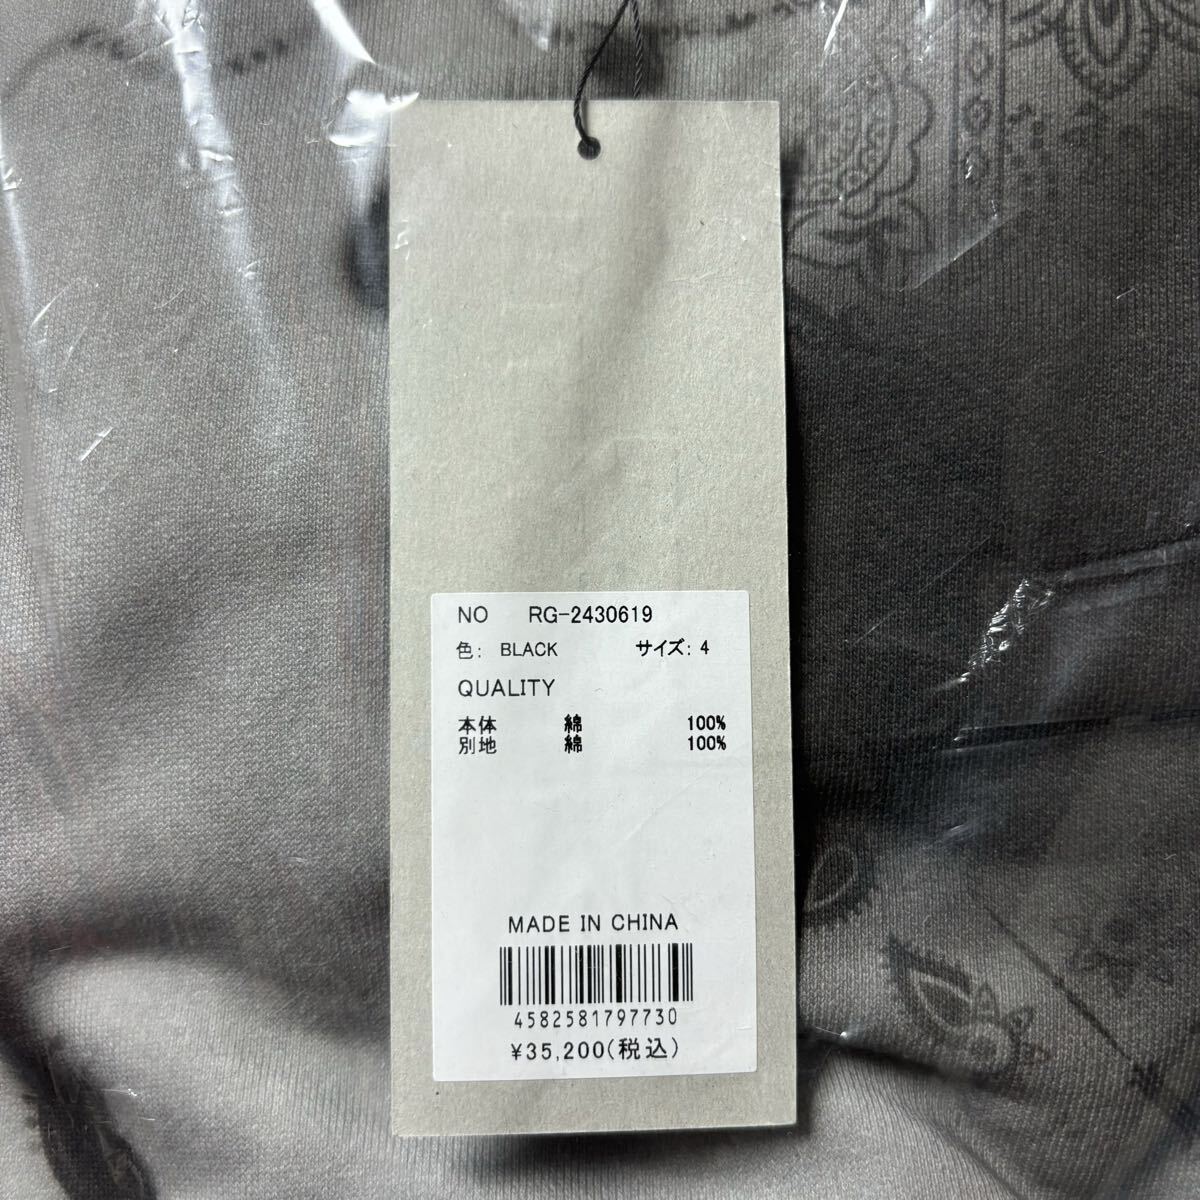 NO RG-2430619
色: BLACK サイズ: 4
QUALITY
本体 綿 100%
別地 綿 100%
MADE IN CHINA
4582581797730
¥35,200(税込)